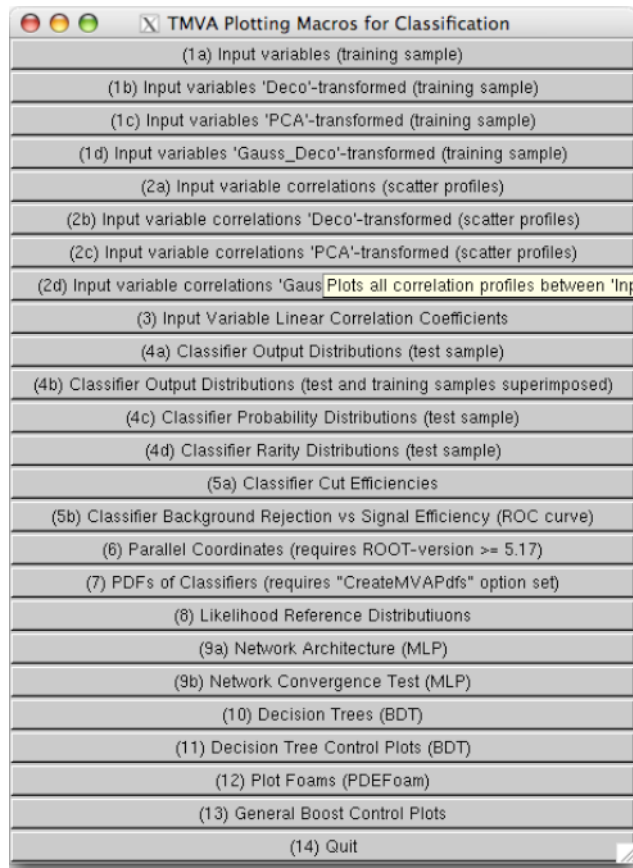 TMVA Plotting Macros for Classification
(1a) Input variables (training sample)
(1b) Input variables 'Deco'-transformed (training sample)
(1c) Input variables 'PCA'-transformed (training sample)
(1d) Input variables 'Gauss_Deco'-transformed (training sample)
(2a) Input variable correlations (scatter profiles)
(2b) Input variable correlations 'Deco'-transformed (scatter profiles)
(2c) Input variable correlations 'PCA'-transformed (scatter profiles)
(2d) Input variable correlations 'Gaus Plots all correlation profiles between 'Inp
(3) Input Variable Linear Correlation Coefficients
(4a) Classifier Output Distributions (test sample)
(4b) Classifier Output Distributions (test and training samples superimposed)
(4c) Classifier Probability Distributions (test sample)
(4d) Classifier Rarity Distributions (test sample)
(5a) Classifier Cut Efficiencies
(5b) Classifier Background Rejection vs Signal Efficiency (ROC curve)
(6) Parallel Coordinates (requires ROOT-version >= 5.17)
(7) PDFs of Classifiers (requires "CreateMVAPdfs" option set)
(8) Likelihood Reference Distributiuons
(9a) Network Architecture (MLP)
(9b) Network Convergence Test (MLP)
(10) Decision Trees (BDT)
(11) Decision Tree Control Plots (BDT)
(12) Plot Foams (PDEFoam)
(13) General Boost Control Plots
(14) Quit